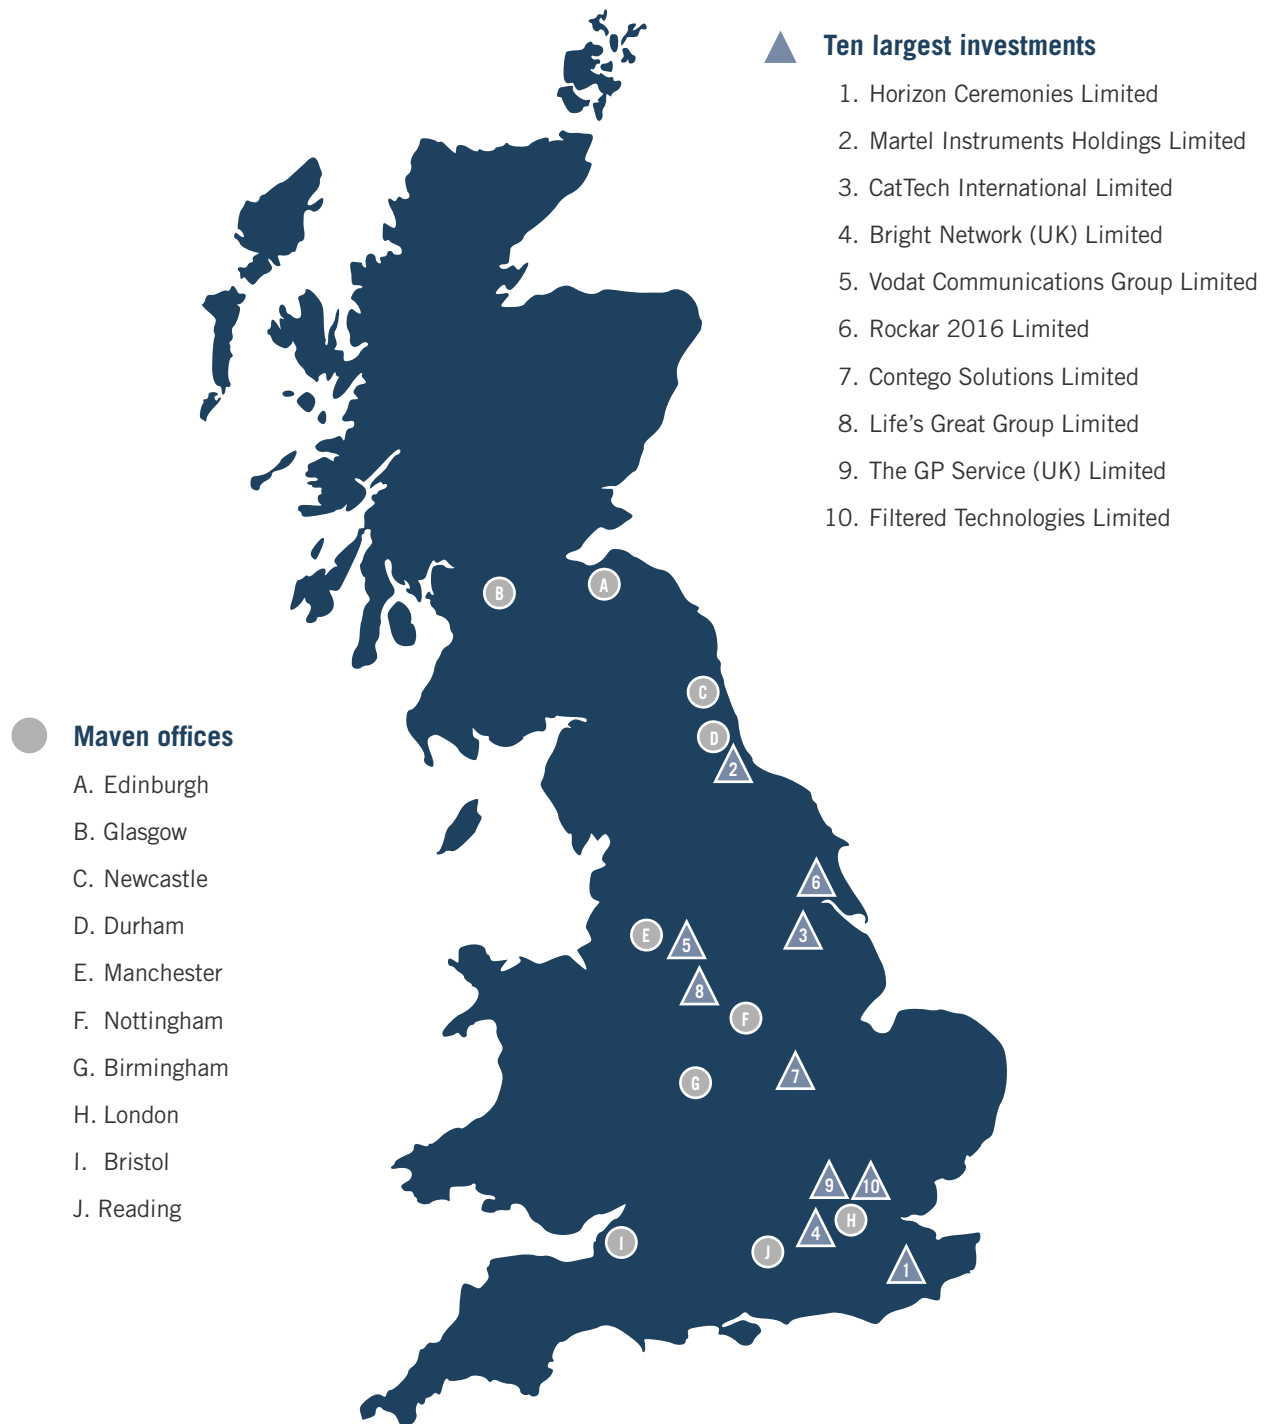 Ten largest investments
1. Horizon Ceremonies Limited
2. Martel Instruments Holdings Limited
3. CatTech International Limited
4. Bright Network (UK) Limited
5. Vodat Communications Group Limited
6. Rockar 2016 Limited
7. Contego Solutions Limited
8. Life’s Great Group Limited
9. The GP Service (UK) Limited
10. Filtered Technologies Limited
Maven offices
A. Edinburgh
B. Glasgow
C. Newcastle
D. Durham
E. Manchester
F. Nottingham
G. Birmingham
H. London
I. Bristol
J. Reading
B
A
C
D
2
6
3
E
5
8
F
7
G
9
10
H
4
I
J
1